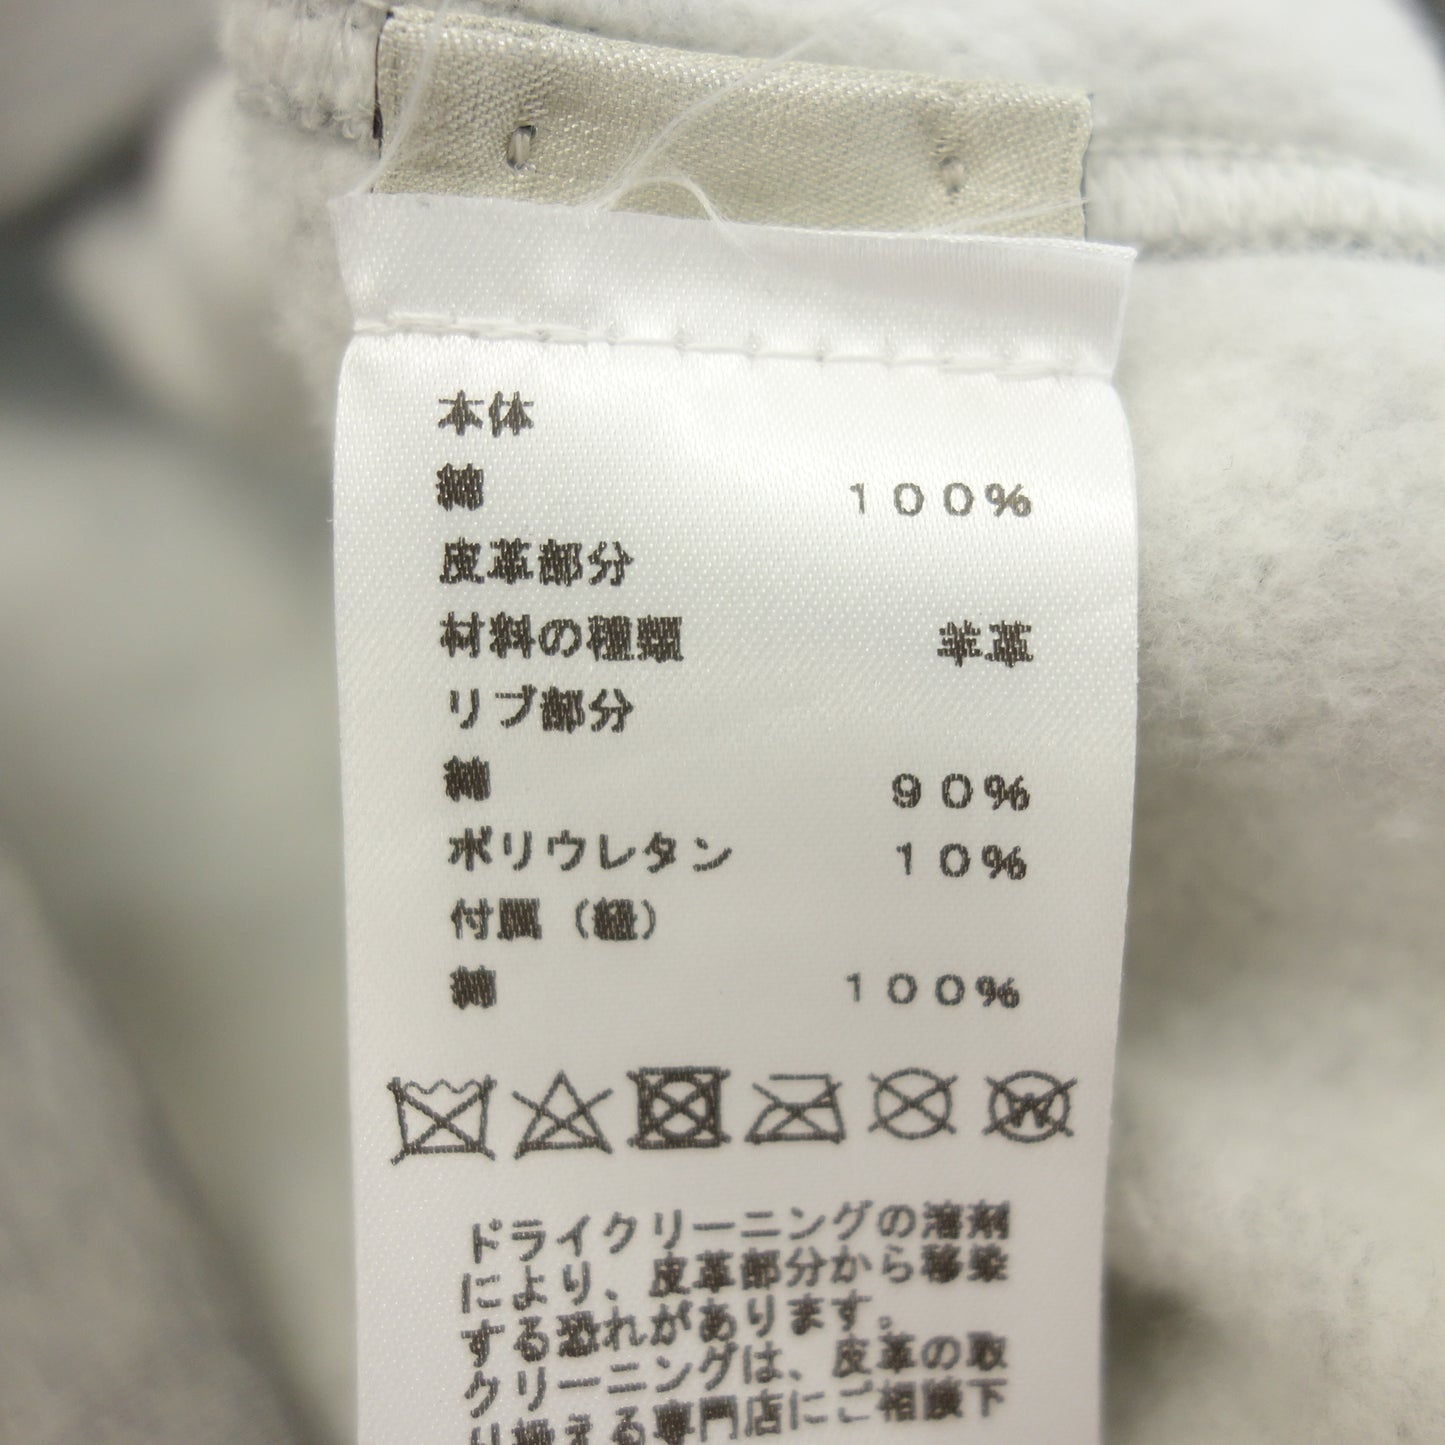 本体
綿 100%
皮革部分
材料の種類 羊革
リブ部分
綿 90%
ポリウレタン 10%
付属(紐)
綿 100%
W
ドライクリーニングの溶剤
により、皮革部分から移染
する恐れがあります。
クリーニングは、皮革の取
り扱える専門店にご相談下